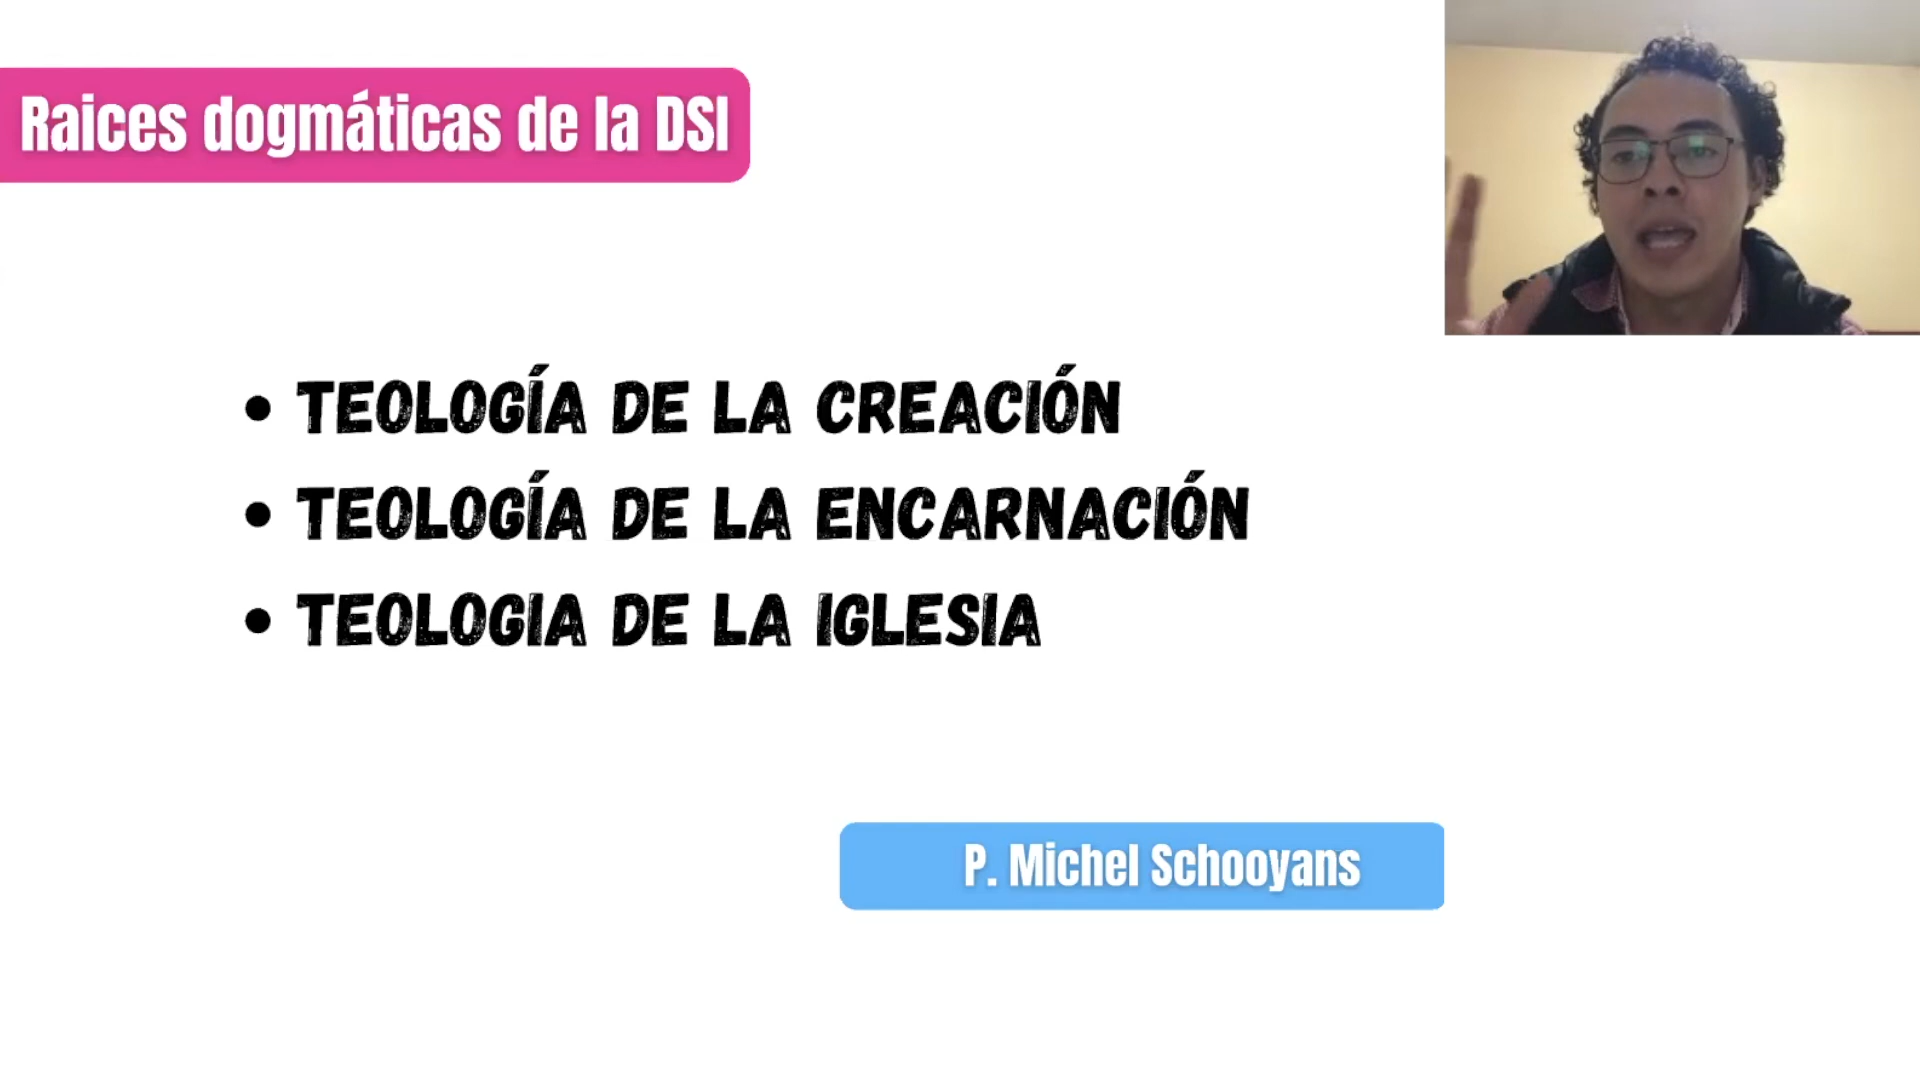 Raices dogmáticas de la DSI
• TEOLOGÍA DE LA CREACIÓN
• TEOLOGÍA DE LA ENCARNACIÓN
• TEOLOGIA DE LA IGLESIA
P. Michel Schooyans